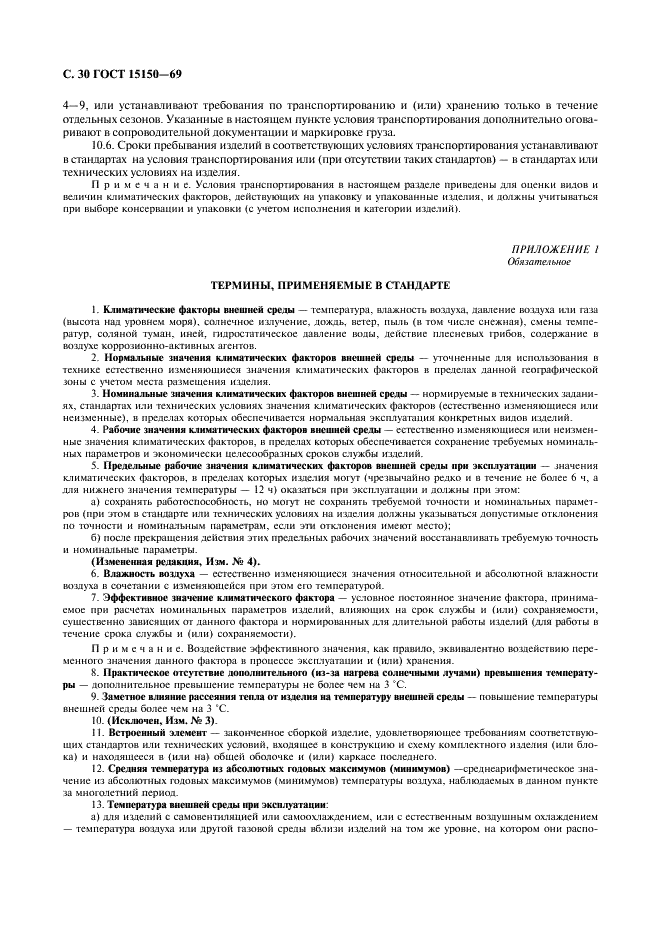 С. 30 ГОСТ 15150—69
4—9, или устанавливают требования по транспортированию и (или) хранению только в течение
отдельных сезонов. Указанные в настоящем пункте условия транспортирования дополнительно огова-
ривают в сопроводительной документации и маркировке груза.
10.6. Сроки пребывания изделий в соответствующих условиях транспортирования устанавливают
в стандартах на условия транспортирования или (при отсутствии таких стандартов) — в стандартах или
технических условиях на изделия.
П р и м е ч а н и е. Условия транспортирования в настоящем разделе приведены для оценки видов и
величин климатических факторов, действующих на упаковку и упакованные изделия, и должны учитываться
при выборе консервации и упаковки (с учетом исполнения и категории изделий).
ПРИЛОЖЕНИЕ 1
Обязательное
ТЕРМИНЫ, ПРИМЕНЯЕМЫЕ В СТАНДАРТЕ
1. Климатические факторы внешней среды — температура, влажность воздуха, давление воздуха или газа
(высота над уровнем моря), солнечное излучение, дождь, ветер, пыль (в том числе снежная), смены темпе-
ратур, соляной туман, иней, гидростатическое давление воды, действие плесневых грибов, содержание в
воздухе коррозионно-активных агентов.
2. Нормальные значения климатических факторов внешней среды — уточненные для использования в
технике естественно изменяющиеся значения климатических факторов в пределах данной географической
зоны с учетом места размещения изделия.
3. Номинальные значения климатических факторов внешней среды — нормируемые в технических задани-
ях, стандартах или технических условиях значения климатических факторов (естественно изменяющиеся или
неизменные), в пределах которых обеспечивается нормальная эксплуатация конкретных видов изделий.
4. Рабочие значения климатических факторов внешней среды — естественно изменяющиеся или неизмен-
ные значения климатических факторов, в пределах которых обеспечивается сохранение требуемых номиналь-
ных параметров и экономически целесообразных сроков службы изделий.
5. Предельные рабочие значения климатических факторов внешней среды при эксплуатации — значения
климатических факторов, в пределах которых изделия могут (чрезвычайно редко и в течение не более 6 ч, а
для нижнего значения температуры — 12 ч) оказаться при эксплуатации и должны при этом:
а) сохранять работоспособность, но могут не сохранять требуемой точности и номинальных парамет-
ров (при этом в стандарте или технических условиях на изделия должны указываться допустимые отклонения
по точности и номинальным параметрам, если эти отклонения имеют место);
б) после прекращения действия этих предельных рабочих значений восстанавливать требуемую точность
и номинальные параметры.
(Измененная редакция, Изм. № 4).
6. Влажность воздуха — естественно изменяющиеся значения относительной и абсолютной влажности
воздуха в сочетании с изменяющейся при этом его температурой.
7. Эффективное значение климатического фактора — условное постоянное значение фактора, принима-
емое при расчетах номинальных параметров изделий, влияющих на срок службы и (или) сохраняемости,
существенно зависящих от данного фактора и нормированных для длительной работы изделий (для работы в
течение срока службы и (или) сохраняемости).
П р и м е ч а н и е. Воздействие эффективного значения, как правило, эквивалентно воздействию пере-
менного значения данного фактора в процессе эксплуатации и (или) хранения.
8. Практическое отсутствие дополнительного (из-за нагрева солнечными лучами) превышения температу-
ры — дополнительное превышение температуры не более чем на 3 °С.
9. Заметное влияние рассеяния тепла от изделия на температуру внешней среды — повышение температуры
внешней среды более чем на 3 °С.
10. (Исключен, Изм. № 3).
11. Встроенный элемент — законченное сборкой изделие, удовлетворяющее требованиям соответствую-
щих стандартов или технических условий, входящее в конструкцию и схему комплектного изделия (или бло-
ка) и находящееся в (или на) общей оболочке и (или) каркасе последнего.
12. Средняя температура из абсолютных годовых максимумов (минимумов) —среднеарифметическое зна-
чение из абсолютных годовых максимумов (минимумов) температуры воздуха, наблюдаемых в данном пункте
за многолетний период.
13. Температура внешней среды при эксплуатации:
а) для изделий с самовентиляцией или самоохлаждением, или с естественным воздушным охлаждением
— температура воздуха или другой газовой среды вблизи изделий на том же уровне, на котором они распо-